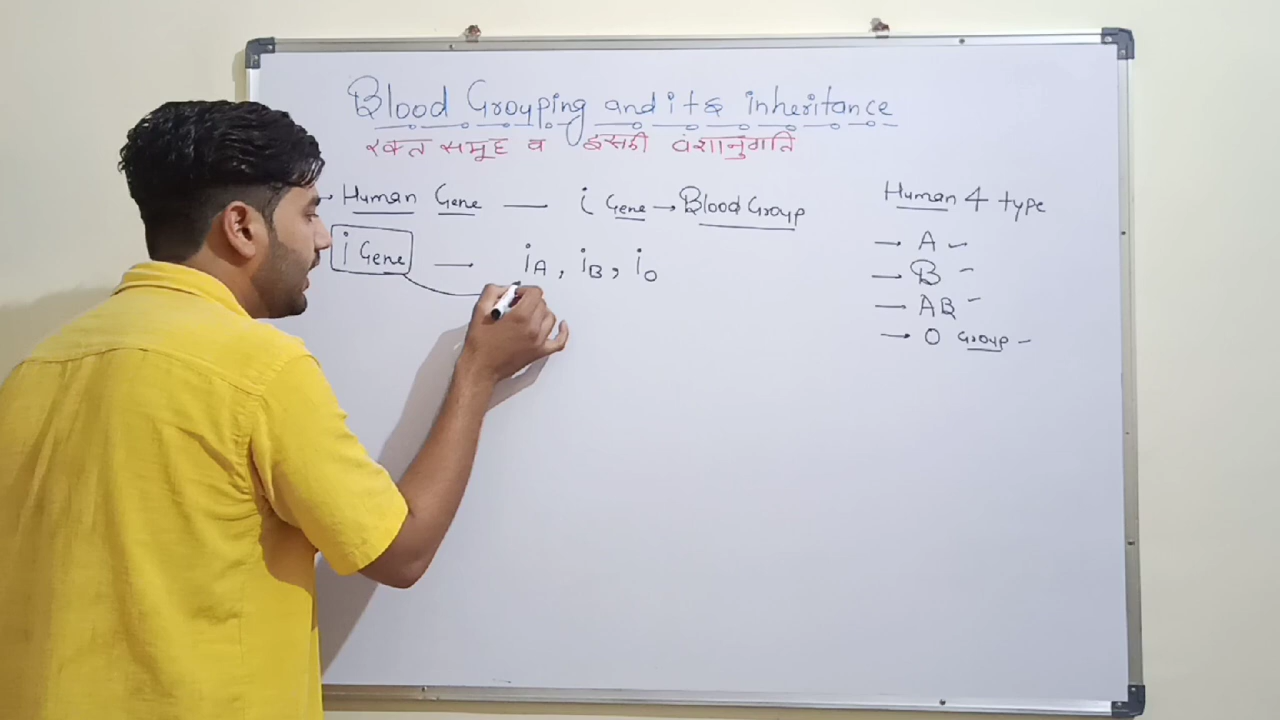 Blood Grouping and its inheritance
रक्त समूह व इसकी वंशानुगति
Human Gene — i Gene → Blood Group
i Gene — iA, iB, iO
Human 4 type
→ A
→ B
→ AB
→ O Group